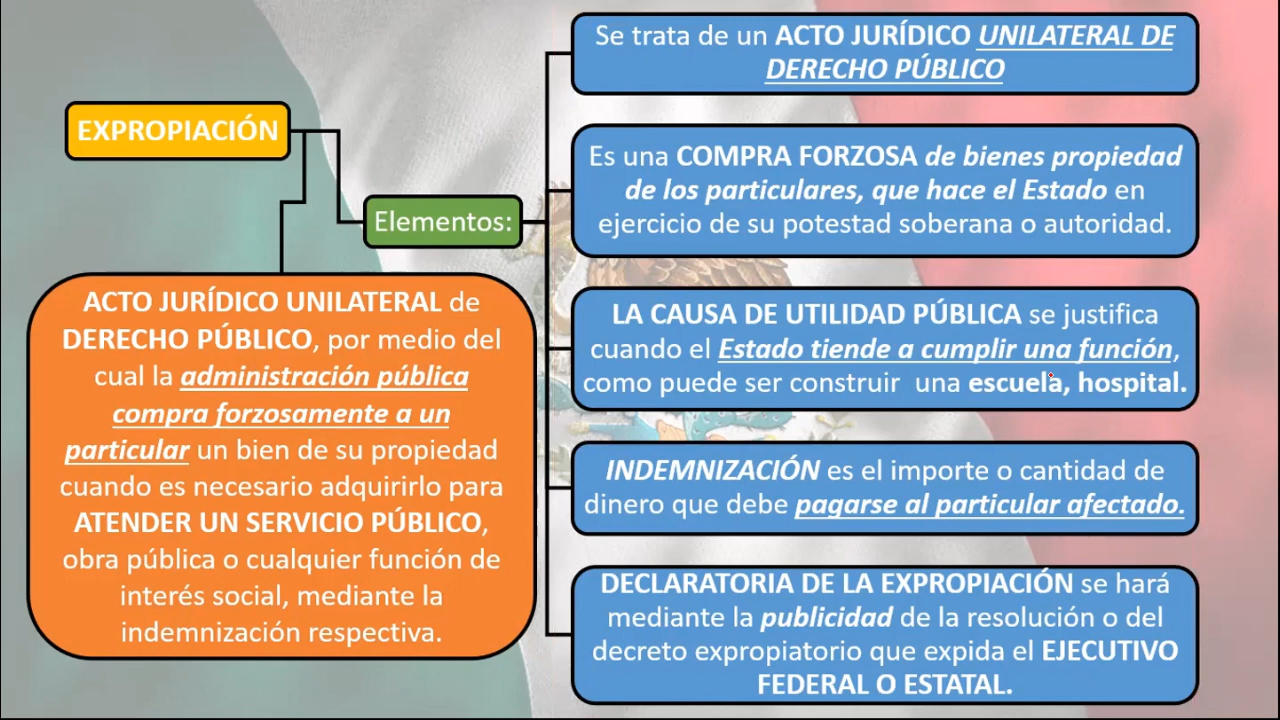 EXPROPIACIÓN
Elementos:
ACTO JURÍDICO UNILATERAL de
DERECHO PÚBLICO, por medio del
cual la administración pública
compra forzosamente a un
particular un bien de su propiedad
cuando es necesario adquirirlo para
ATENDER UN SERVICIO PÚBLICO,
obra pública o cualquier función de
interés social, mediante la
indemnización respectiva.
Se trata de un ACTO JURÍDICO UNILATERAL DE
DERECHO PÚBLICO
Es una COMPRA FORZOSA de bienes propiedad
de los particulares, que hace el Estado en
ejercicio de su potestad soberana o autoridad.
LA CAUSA DE UTILIDAD PÚBLICA se justifica
cuando el Estado tiende a cumplir una función,
como puede ser construir una escuela, hospital.
INDEMNIZACIÓN es el importe o cantidad de
dinero que debe pagarse al particular afectado.
DECLARATORIA DE LA EXPROPIACIÓN se hará
mediante la publicidad de la resolución o del
decreto expropiatorio que expida el EJECUTIVO
FEDERAL O ESTATAL.